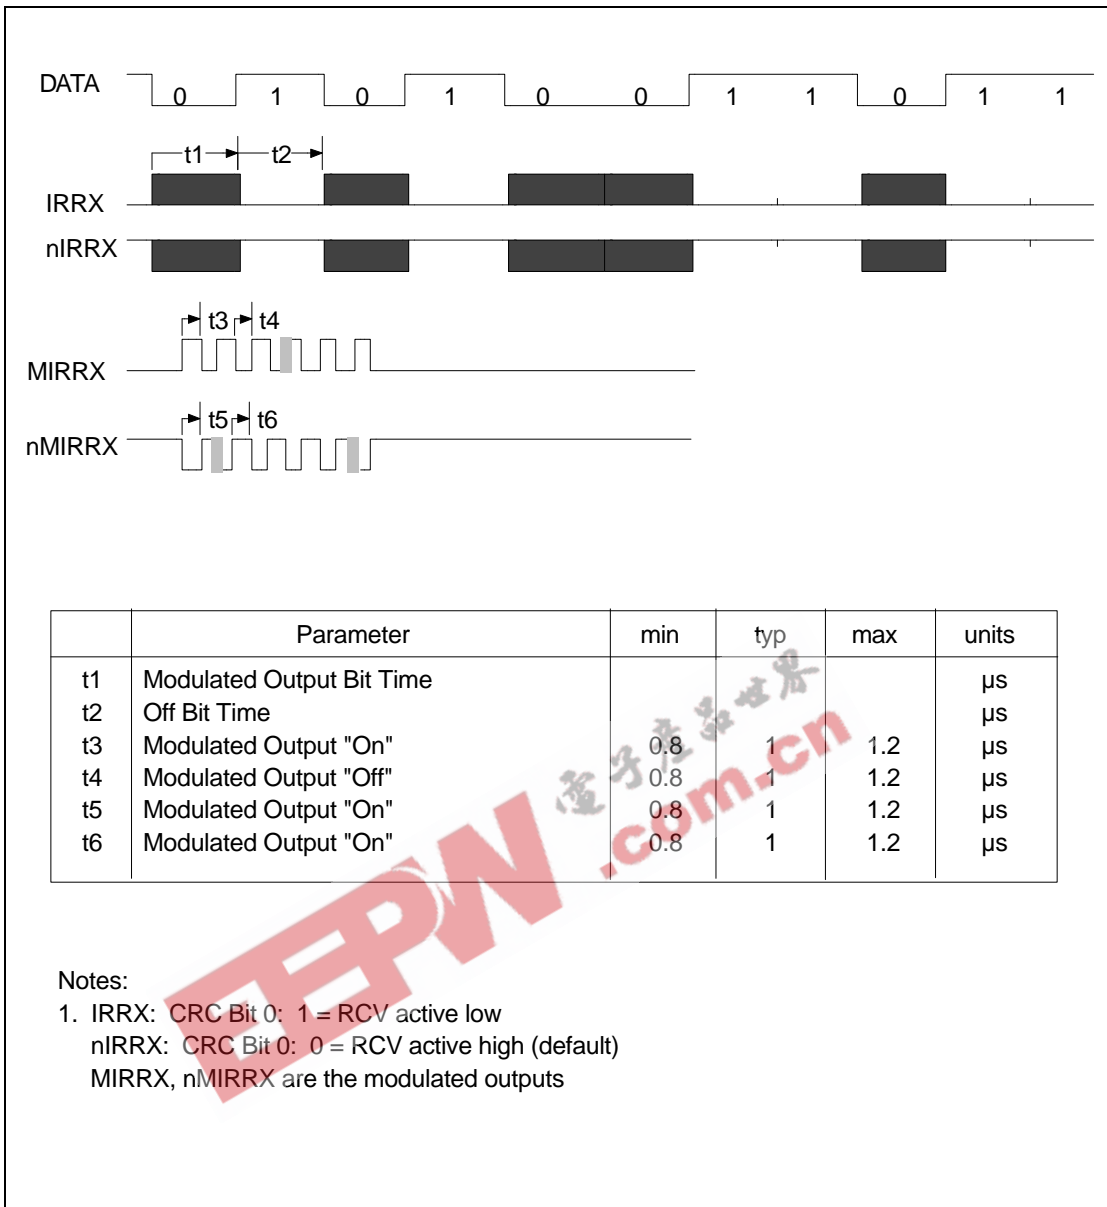 DATA 0 1 0 1 0 0 1 1 0 1 1
t1 t2
IRRX
nIRRX
t3 t4
MIRRX
t5 t6
nMIRRX
Parameter min typ max units
t1 Modulated Output Bit Time µs
t2 Off Bit Time µs
t3 Modulated Output "On" 0.8 1 1.2 µs
t4 Modulated Output "Off" 0.8 1 1.2 µs
t5 Modulated Output "On" 0.8 1 1.2 µs
t6 Modulated Output "On" 0.8 1 1.2 µs
電子產品世界
EEPW .com.cn
Notes:
1. IRRX: CRC Bit 0: 1 = RCV active low
nIRRX: CRC Bit 0: 0 = RCV active high (default)
MIRRX, nMIRRX are the modulated outputs